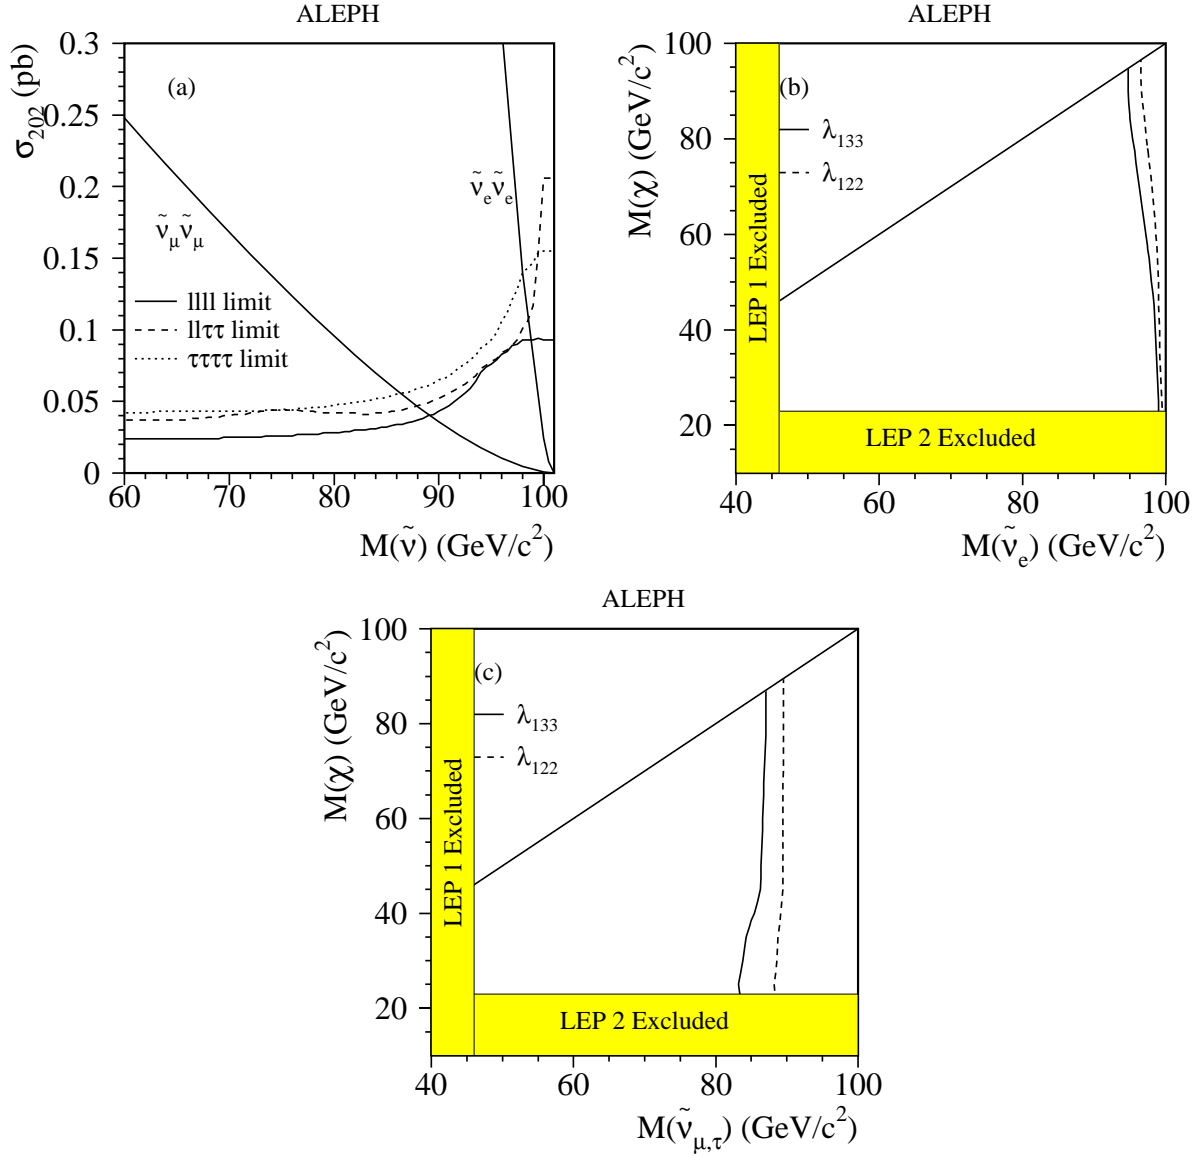 ALEPH
σ202 (pb)
0.3
0.25
0.2
0.15
0.1
0.05
0
(a)
ν̃μν̃μ
ν̃eν̃e
llll limit
llττ limit
ττττ limit
60
70
80
90
100
M(ν̃) (GeV/c²)
ALEPH
M(χ) (GeV/c²)
100
80
60
40
20
(b)
λ133
λ122
LEP 1 Excluded
LEP 2 Excluded
40
60
80
100
M(ν̃e) (GeV/c²)
ALEPH
M(χ) (GeV/c²)
100
80
60
40
20
(c)
λ133
λ122
LEP 1 Excluded
LEP 2 Excluded
40
60
80
100
M(ν̃μ,τ) (GeV/c²)